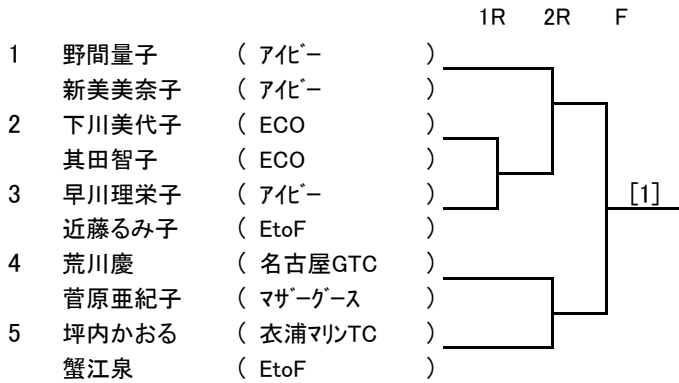 1R 2R F
1 野間量子 ( ｱｲﾋﾞｰ )
新美美奈子 ( ｱｲﾋﾞｰ )
2 下川美代子 ( ECO )
其田智子 ( ECO )
3 早川理栄子 ( ｱｲﾋﾞｰ ) [1]
近藤るみ子 ( EtoF )
4 荒川慶 ( 名古屋GTC )
菅原亜紀子 ( ﾏｻﾞｰｸﾞｰｽ )
5 坪内かおる ( 衣浦ﾏﾘﾝTC )
蟹江泉 ( EtoF )